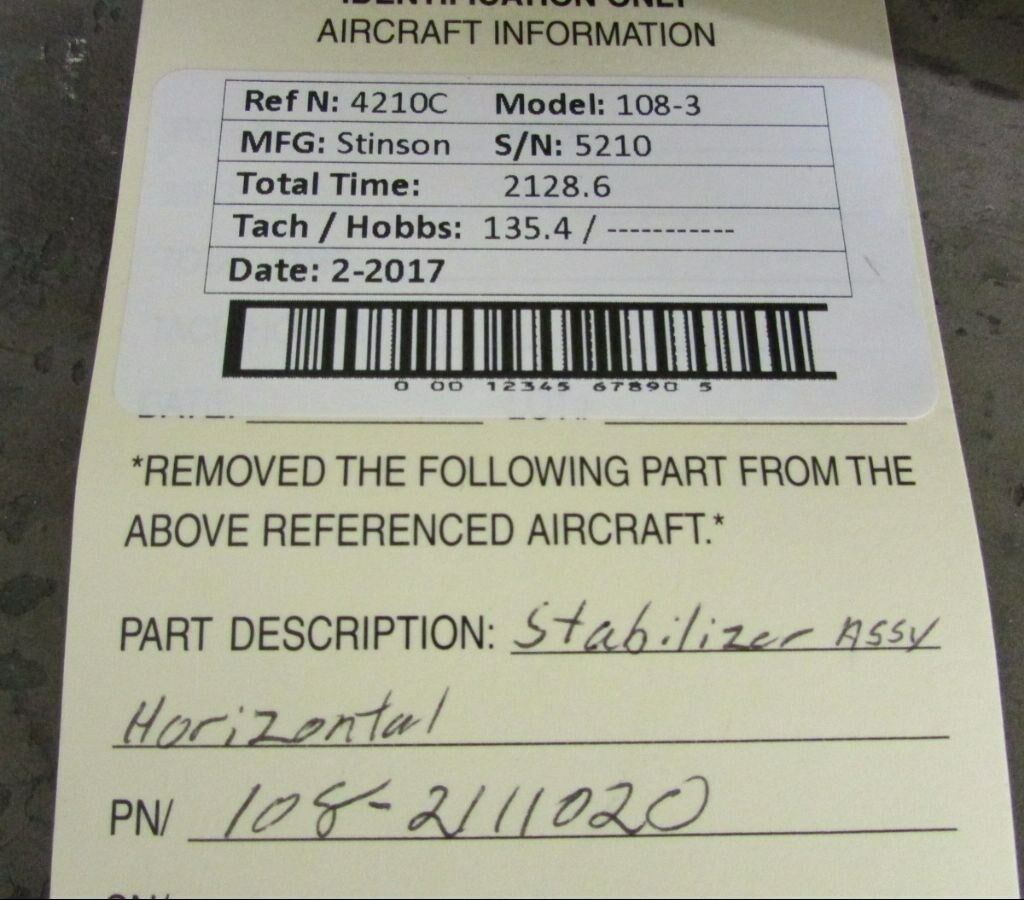 IDENTIFICATION ONLY
AIRCRAFT INFORMATION
Ref N: 4210C Model: 108-3
MFG: Stinson S/N: 5210
Total Time: 2128.6
Tach / Hobbs: 135.4 / -----------
Date: 2-2017
0 00 12345 67890 5
*REMOVED THE FOLLOWING PART FROM THE
ABOVE REFERENCED AIRCRAFT.*
PART DESCRIPTION: Stabilizer ASSY
Horizontal
PN/ 108-2111020